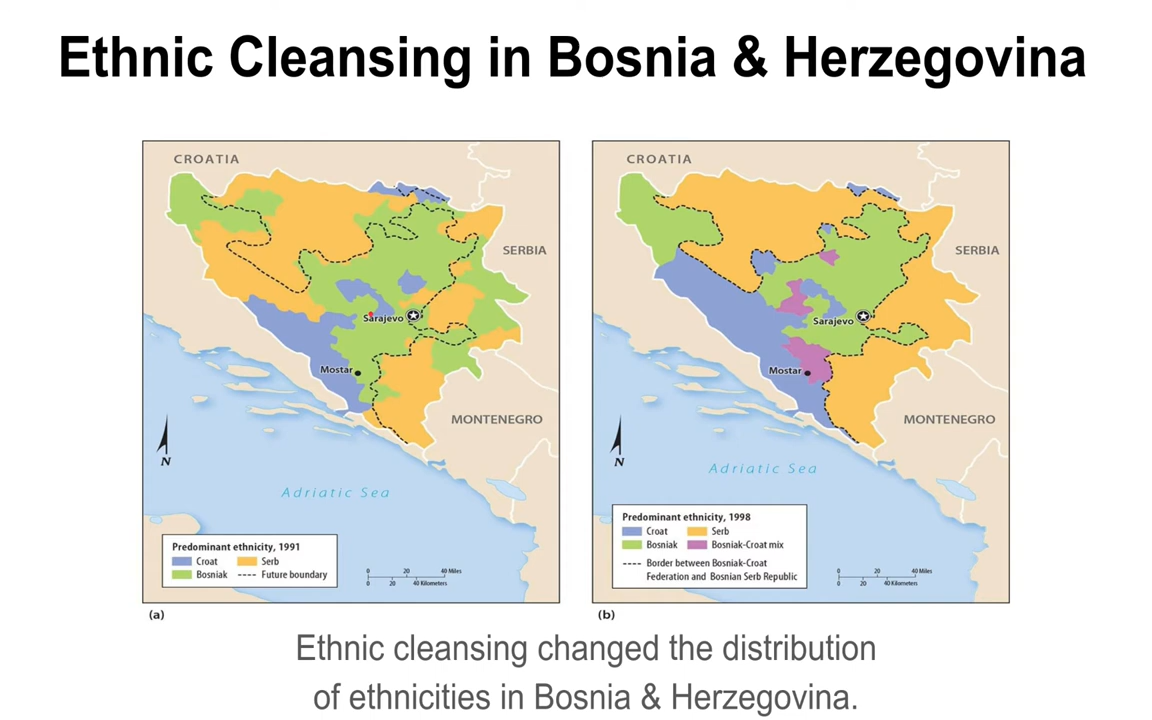 Ethnic Cleansing in Bosnia & Herzegovina
CROATIA
SERBIA
Sarajevo
Mostar
MONTENEGRO
N
Adriatic Sea
Predominant ethnicity, 1991
Croat
Serb
Bosniak
Future boundary
0 20 40 Miles
0 20 40 Kilometers
(a)
CROATIA
SERBIA
Sarajevo
Mostar
MONTENEGRO
N
Adriatic Sea
Predominant ethnicity, 1998
Croat
Serb
Bosniak
Bosniak-Croat mix
Border between Bosniak-Croat
Federation and Bosnian Serb Republic
0 20 40 Miles
0 20 40 Kilometers
(b)
Ethnic cleansing changed the distribution
of ethnicities in Bosnia & Herzegovina.